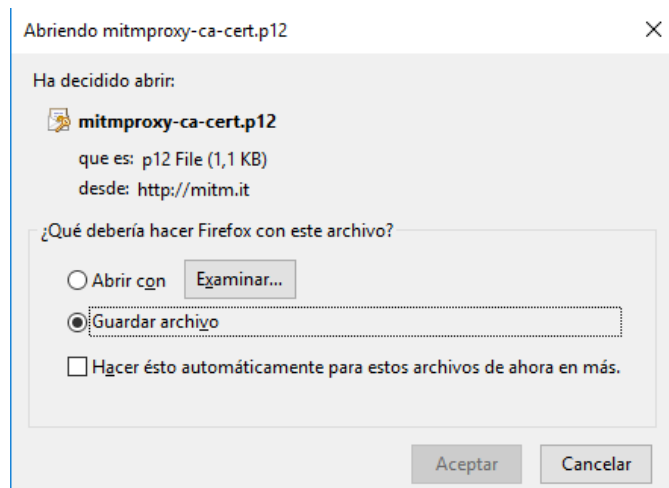 Abriendo mitmproxy-ca-cert.p12
Ha decidido abrir:
mitmproxy-ca-cert.p12
que es: p12 File (1,1 KB)
desde: http://mitm.it
¿Qué debería hacer Firefox con este archivo?
Abrir con Examinar...
Guardar archivo
Hacer ésto automáticamente para estos archivos de ahora en más.
Aceptar Cancelar